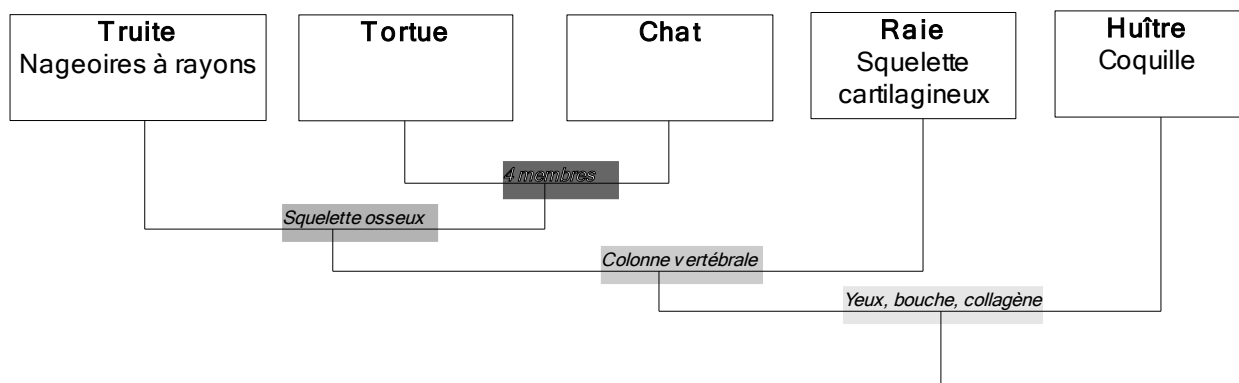 Truite
Nageoires à rayons
Tortue
Chat
Raie
Squelette
cartilagineux
Huître
Coquille
4 membres
Squelette osseux
Colonne vertébrale
Yeux, bouche, collagène